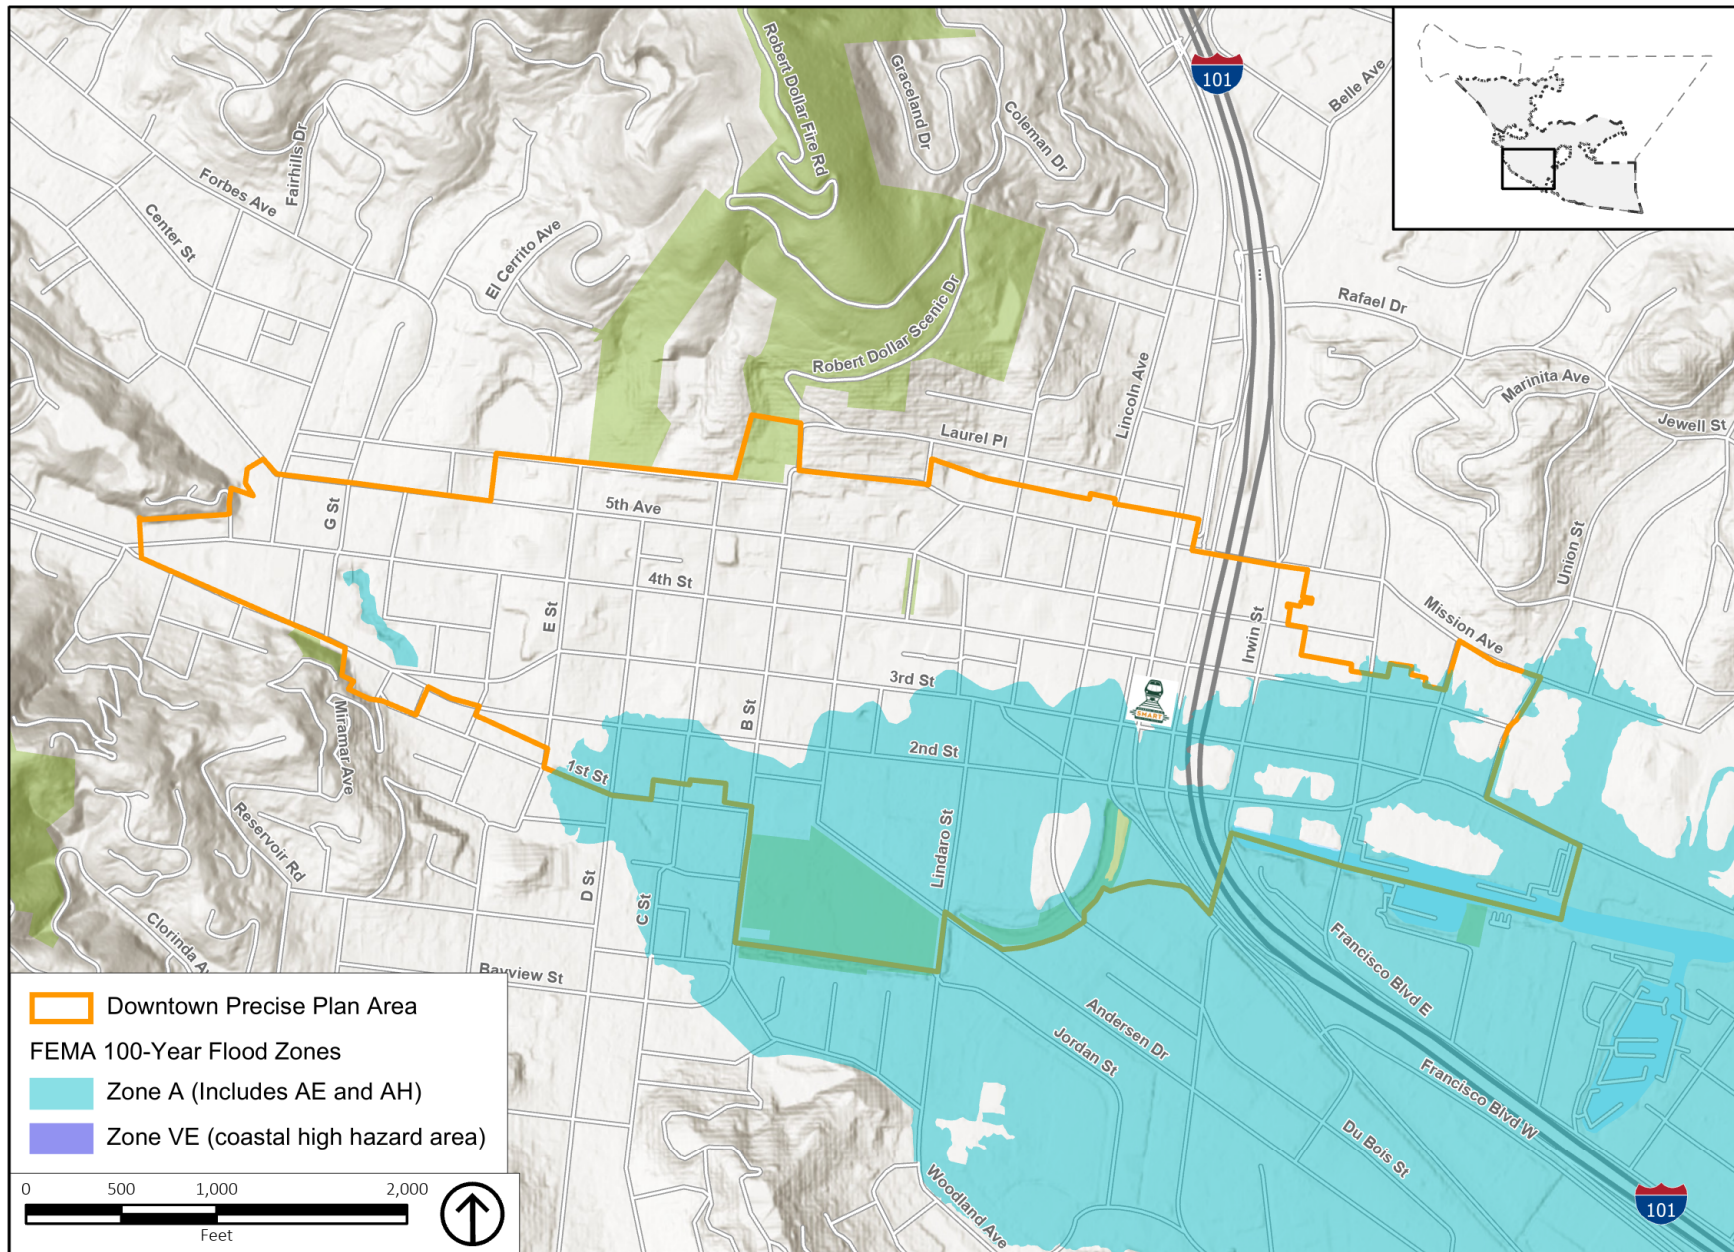 101
Robert Dollar Fire Rd
Graceland Dr
Coleman Dr
Belle Ave
Fairhills Dr
Forbes Ave
Center St
El Cerrito Ave
Rafael Dr
Robert Dollar Scenic Dr
Lincoln Ave
Marinita Ave
Jewell St
Laurel Pl
G St
5th Ave
Union St
4th St
E St
Irwin St
Mission Ave
3rd St
SMART
B St
Miramar Ave
2nd St
1st St
Reservoir Rd
Lindaro St
D St
C St
Clorinda Av
Bayview St
Francisco Blvd E
Andersen Dr
Jordan St
Francisco Blvd W
Du Bois St
Woodland Ave
101
Downtown Precise Plan Area
FEMA 100-Year Flood Zones
Zone A (Includes AE and AH)
Zone VE (coastal high hazard area)
0 500 1,000 2,000
Feet